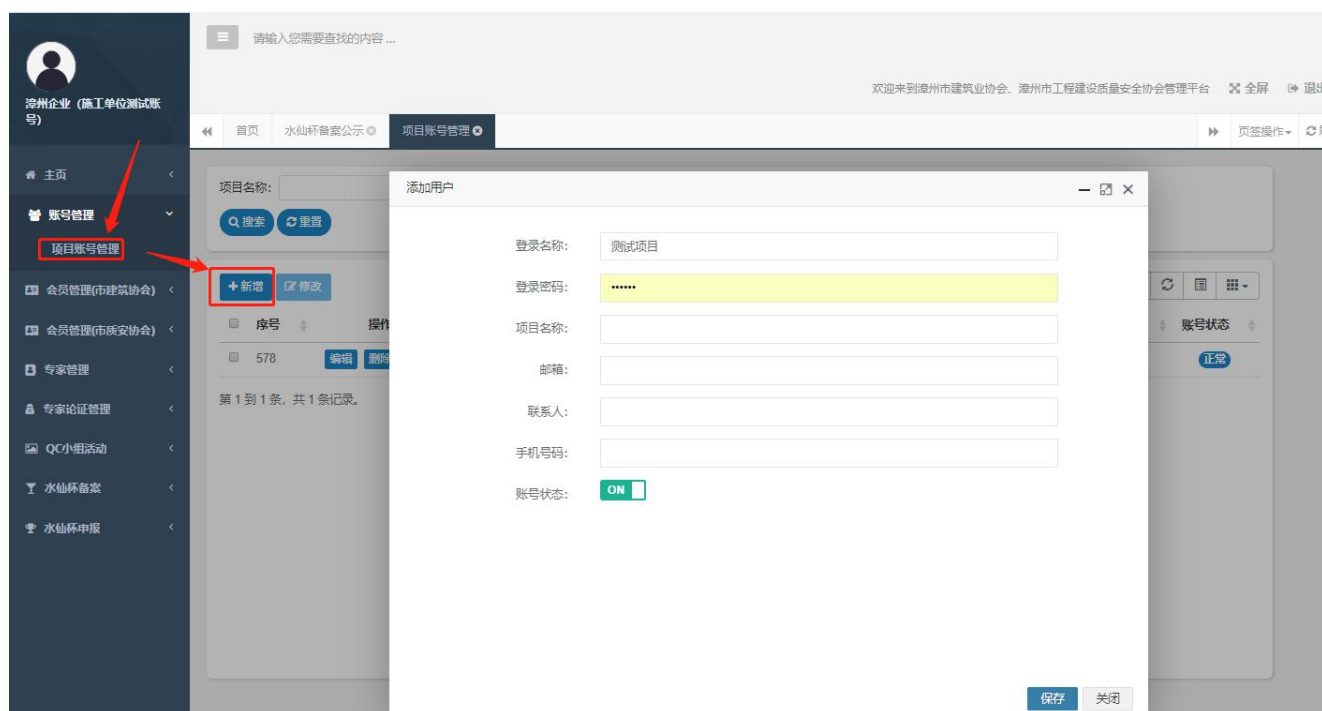 请输入您需要查找的内容 ...
漳州企业 (施工单位测试账
号)
欢迎来到漳州市建筑业协会、漳州市工程建设质量安全协会管理平台 全屏
首页 水仙杯备案公示 项目账号管理 页签操作
主页
账号管理
项目账号管理
会员管理(市建筑协会)
会员管理(市质安协会)
专家管理
专家论证管理
QC小组活动
水仙杯备案
水仙杯申报
项目名称:
搜索 重置
新增 修改
序号 操作 账号状态
578 编辑 删除 正常
第 1 到 1 条, 共 1 条记录。
添加用户
登录名称: 测试项目
登录密码: ••••••
项目名称:
邮箱:
联系人:
手机号码:
账号状态: ON
保存 关闭